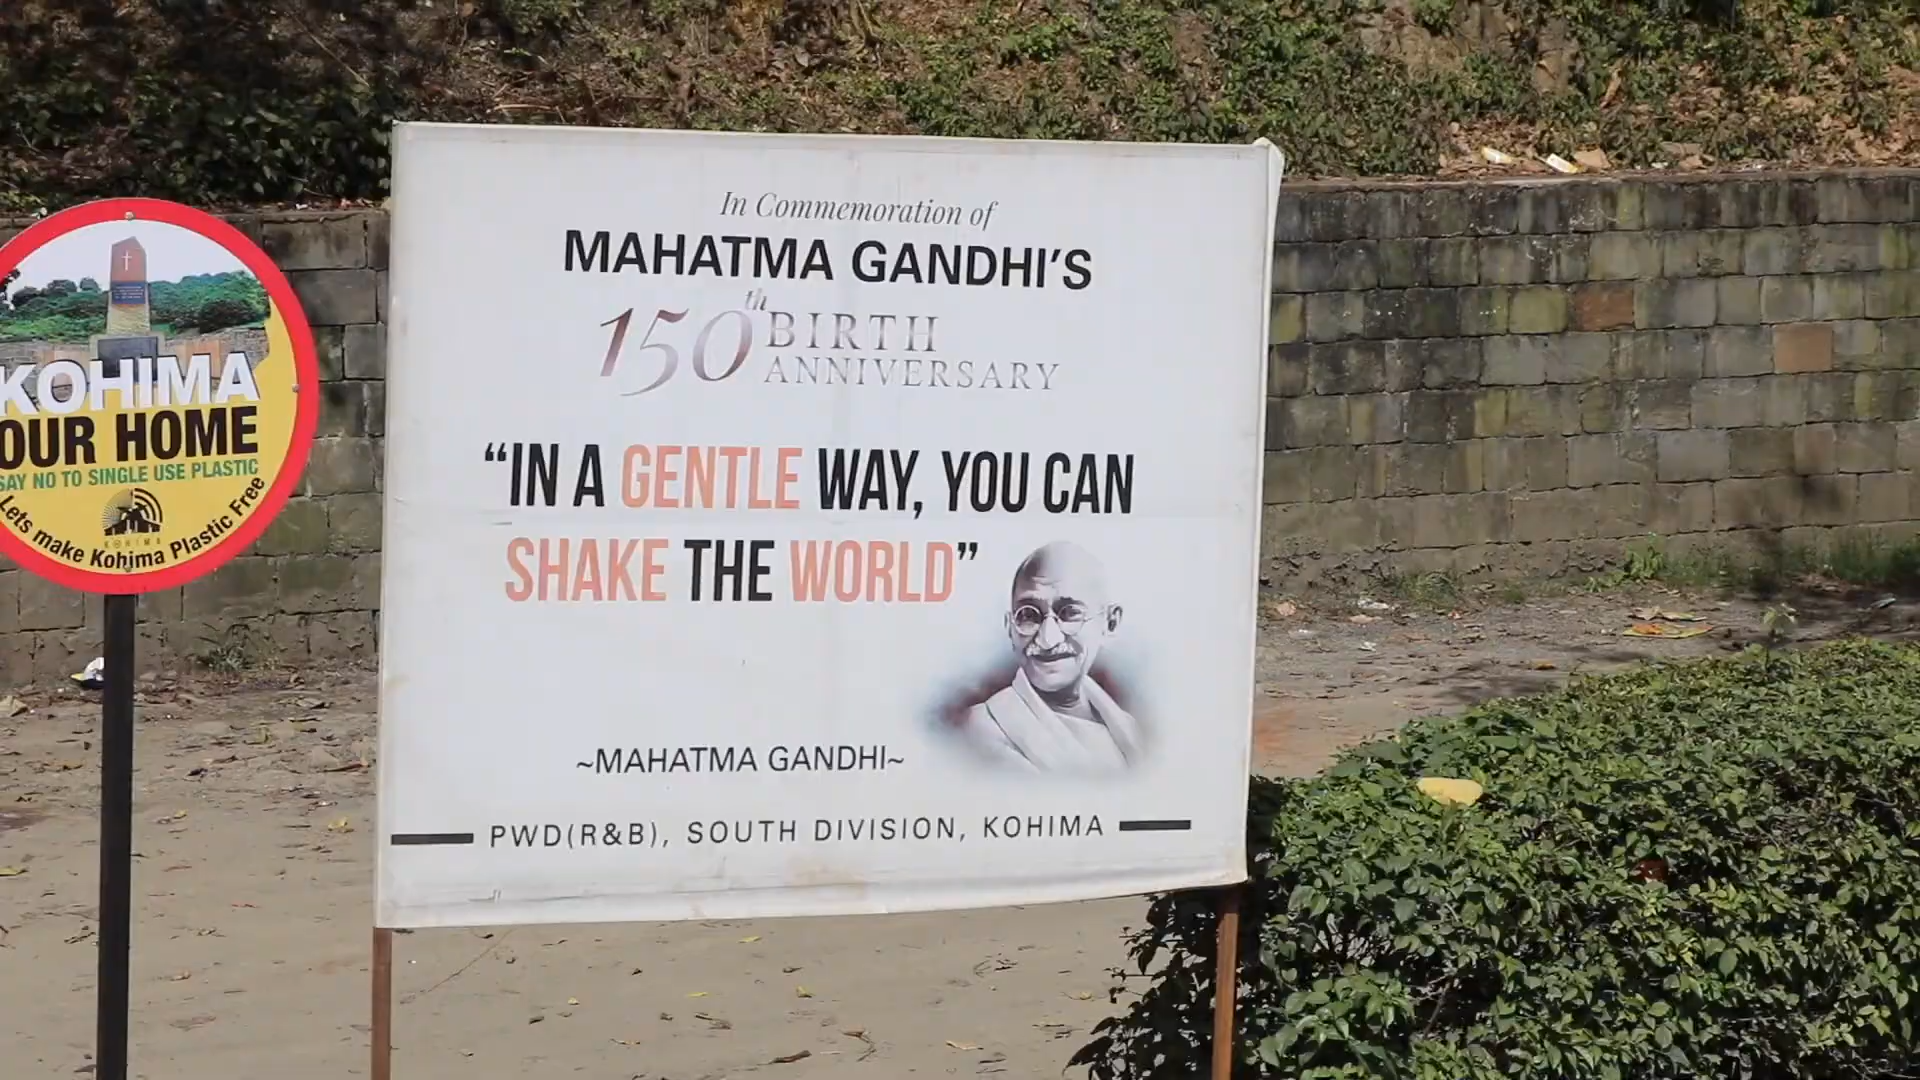 KOHIMA
OUR HOME
SAY NO TO SINGLE USE PLASTIC
KOHIMA
Lets make Kohima Plastic Free
In Commemoration of
MAHATMA GANDHI'S
150th BIRTH
ANNIVERSARY
“IN A GENTLE WAY, YOU CAN
SHAKE THE WORLD”
~MAHATMA GANDHI~
PWD(R&B), SOUTH DIVISION, KOHIMA